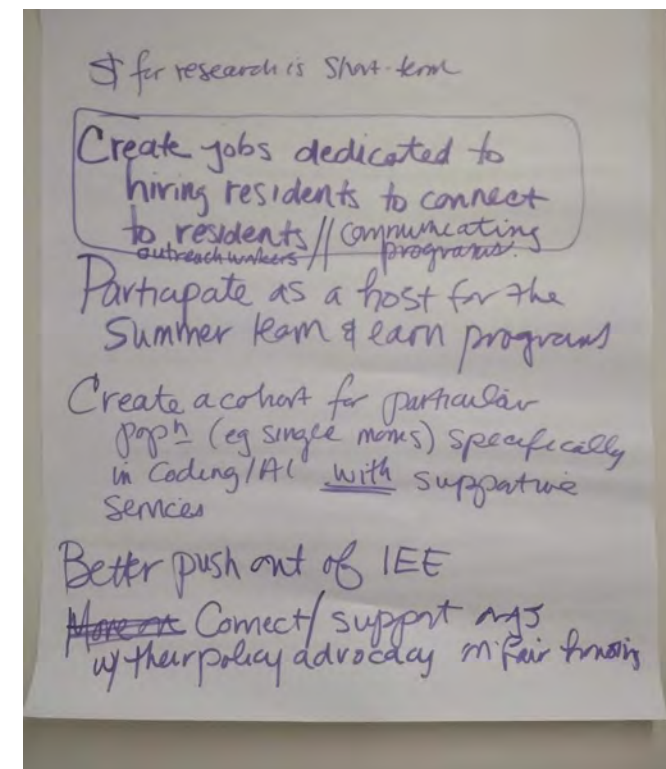 $ for research is Short-term
Create jobs dedicated to
hiring residents to connect
to residents // communicating
outreach workers programs.
Participate as a host for the
Summer learn & earn programs
Create a cohort for particular
popn (eg single moms) specifically
in Coding/AI with supportive
services
Better push out of IEE
Connect/support orgs
w/ their policy advocacy in fair housing